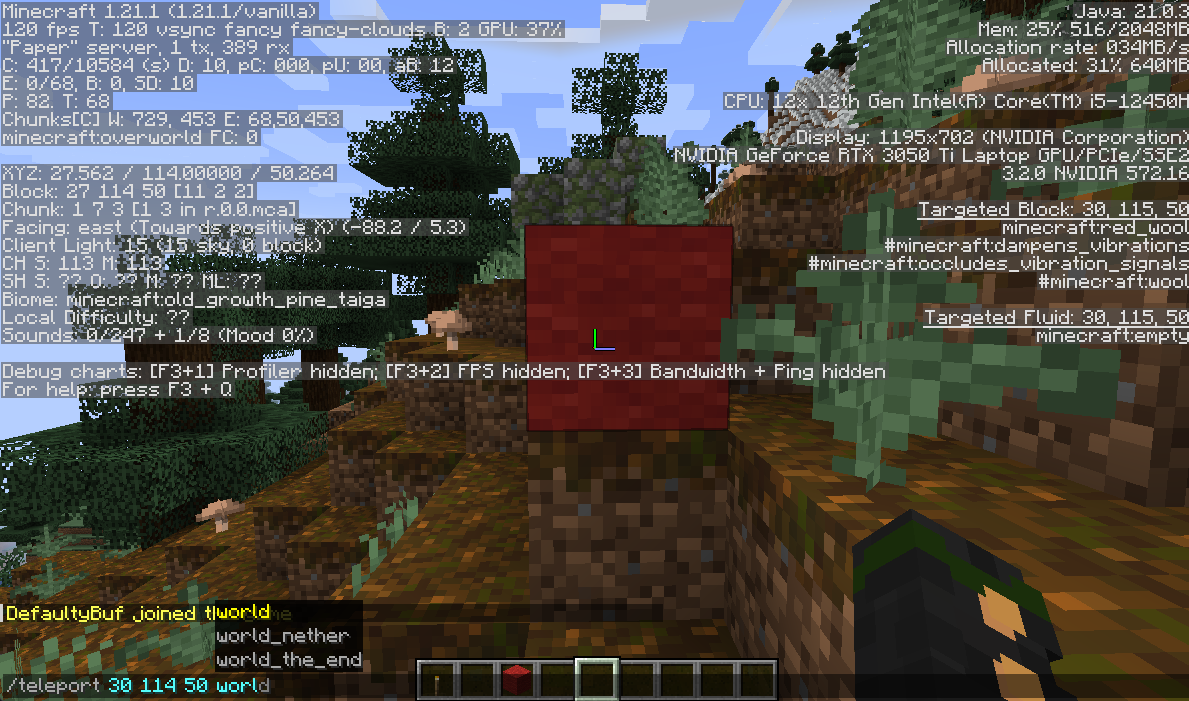 Minecraft 1.21.1 (1.21.1/vanilla)
120 fps T: 120 vsync fancy fancy-clouds B: 2 GPU: 37%
"Paper" server, 1 tx, 389 rx
C: 417/10584 (s) D: 10, pC: 000, pU: 00, aB: 12
E: 0/68, B: 0, SD: 10
P: 82. T: 68
Chunks[C] W: 729, 453 E: 68,50,453
minecraft:overworld FC: 0
XYZ: 27.562 / 114.00000 / 50.264
Block: 27 114 50 [11 2 2]
Chunk: 1 7 3 [1 3 in r.0.0.mca]
Facing: east (Towards positive X) (-88.2 / 5.3)
Client Light: 15 (15 sky, 0 block)
CH S: 113 M: 113
SH S: ?? O: ?? M: ?? ML: ??
Biome: minecraft:old_growth_pine_taiga
Local Difficulty: ??
Sounds: 0/247 + 1/8 (Mood 0%)
Debug charts: [F3+1] Profiler hidden; [F3+2] FPS hidden; [F3+3] Bandwidth + Ping hidden
For help: press F3 + Q
Java: 21.0.3
Mem: 25% 516/2048MB
Allocation rate: 034MB/s
Allocated: 31% 640MB
CPU: 12x 12th Gen Intel(R) Core(TM) i5-12450H
Display: 1195x702 (NVIDIA Corporation)
NVIDIA GeForce RTX 3050 Ti Laptop GPU/PCIe/SSE2
3.2.0 NVIDIA 572.16
Targeted Block: 30, 115, 50
minecraft:red_wool
#minecraft:dampens_vibrations
#minecraft:occludes_vibration_signals
#minecraft:wool
Targeted Fluid: 30, 115, 50
minecraft:empty
DefaultyBuf joined
world
world_nether
world_the_end
/teleport 30 114 50 world